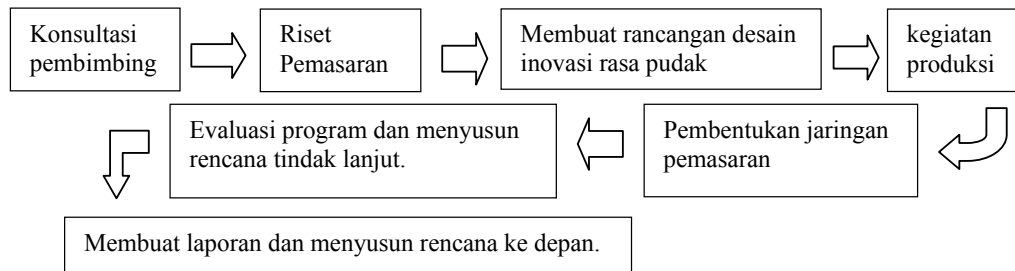 Konsultasi
pembimbing
Riset
Pemasaran
Membuat rancangan desain
inovasi rasa pudak
kegiatan
produksi
Pembentukan jaringan
pemasaran
Evaluasi program dan menyusun
rencana tindak lanjut.
Membuat laporan dan menyusun rencana ke depan.